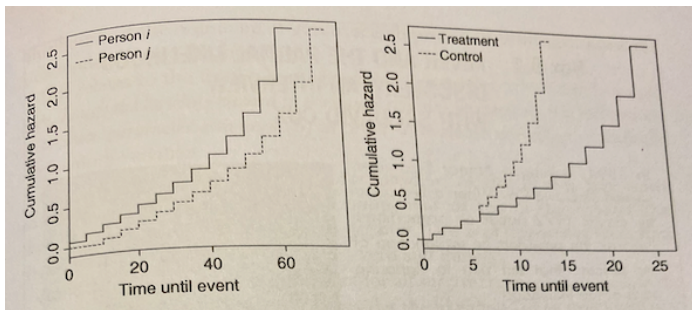 Person i
Person j
Cumulative hazard
0.0 0.5 1.0 1.5 2.0 2.5
0 20 40 60
Time until event
Treatment
Control
Cumulative hazard
0.0 0.5 1.0 1.5 2.0 2.5
0 5 10 15 20 25
Time until event